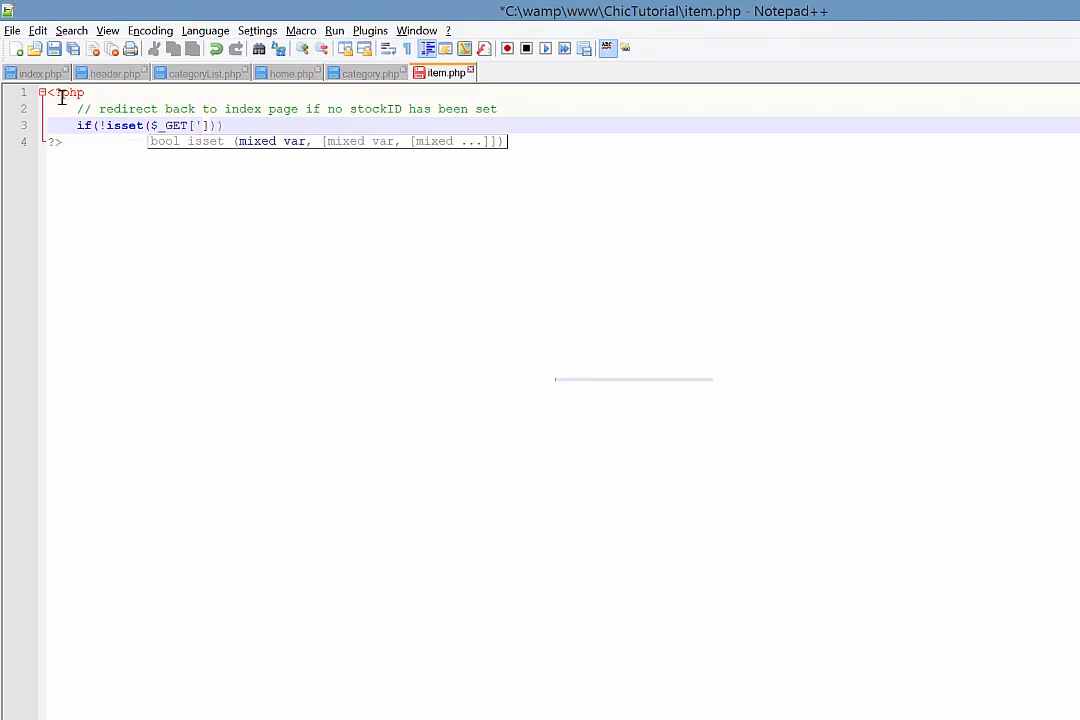 *C:\wamp\www\ChicTutorial\item.php - Notepad++
File Edit Search View Encoding Language Settings Macro Run Plugins Window ?
index.php header.php categoryList.php home.php category.php item.php
1 <?php
2 // redirect back to index page if no stockID has been set
3 if(!isset($_GET[']))
bool isset (mixed var, [mixed var, [mixed ...]])
4 ?>